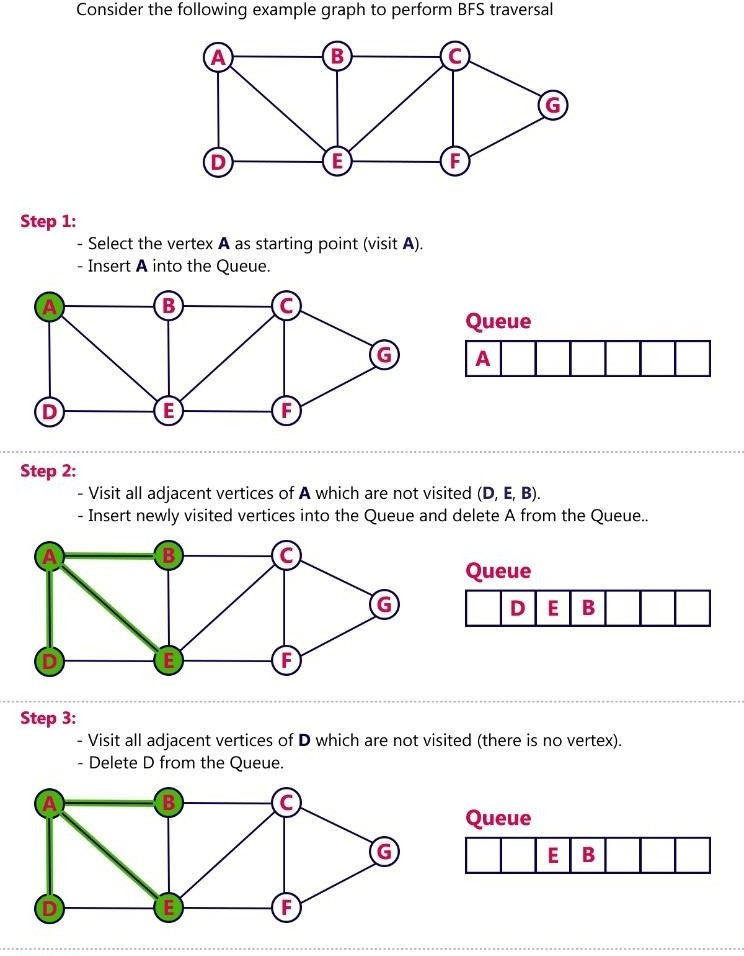 Consider the following example graph to perform BFS traversal
A B C
G
D E F
Step 1:
- Select the vertex A as starting point (visit A).
- Insert A into the Queue.
A B C
Queue
G
A
D E F
Step 2:
- Visit all adjacent vertices of A which are not visited (D, E, B).
- Insert newly visited vertices into the Queue and delete A from the Queue..
A B C
Queue
G
D E B
D E F
Step 3:
- Visit all adjacent vertices of D which are not visited (there is no vertex).
- Delete D from the Queue.
A B C
Queue
G
E B
D E F